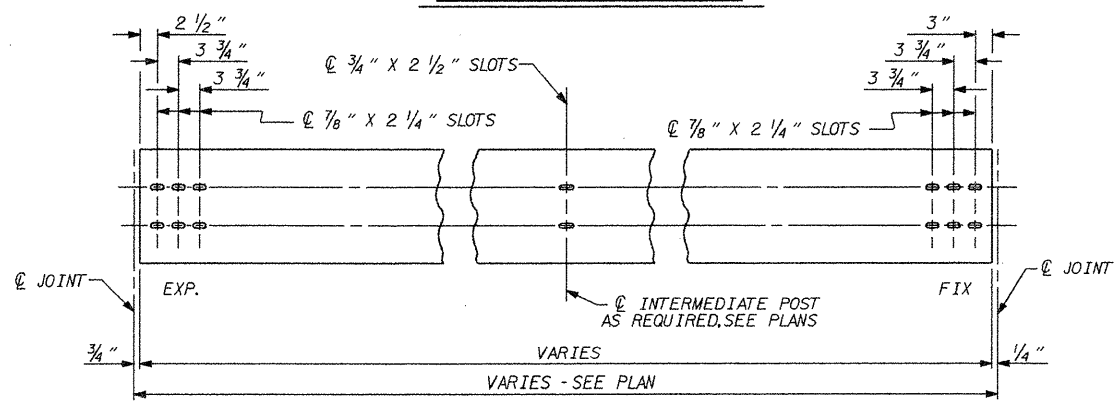 2 1/2"
3 3/4"
3 3/4"
℄ 7/8" X 2 1/4" SLOTS
℄ 3/4" X 2 1/2" SLOTS
3"
3 3/4"
3 3/4"
℄ 7/8" X 2 1/4" SLOTS
℄ JOINT
EXP.
FIX
℄ JOINT
℄ INTERMEDIATE POST
AS REQUIRED, SEE PLANS
3/4"
VARIES
1/4"
VARIES - SEE PLAN